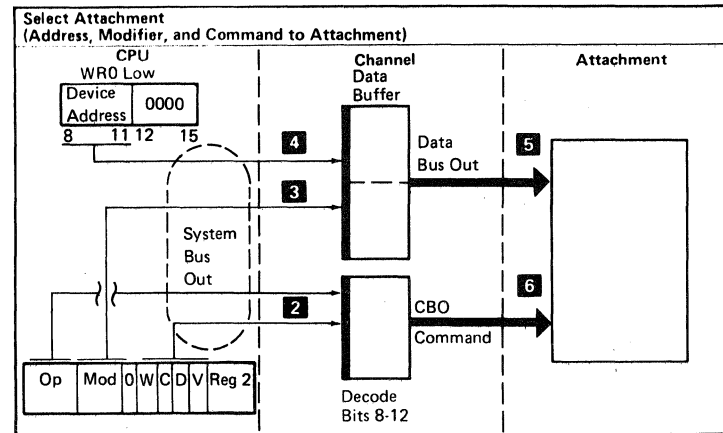 Select Attachment
(Address, Modifier, and Command to Attachment)
CPU
WR0 Low
Device
Address
0000
8 11 12 15
Channel
Data
Buffer
Attachment
4
3
2
System
Bus
Out
Data
Bus Out
5
6
CBO
Command
Op Mod 0 W C D V Reg 2
Decode
Bits 8-12